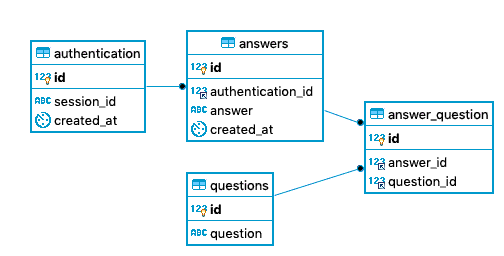 authentication
123 id
ABC session_id
created_at
answers
123 id
123 authentication_id
ABC answer
created_at
answer_question
123 id
123 answer_id
123 question_id
questions
123 id
ABC question